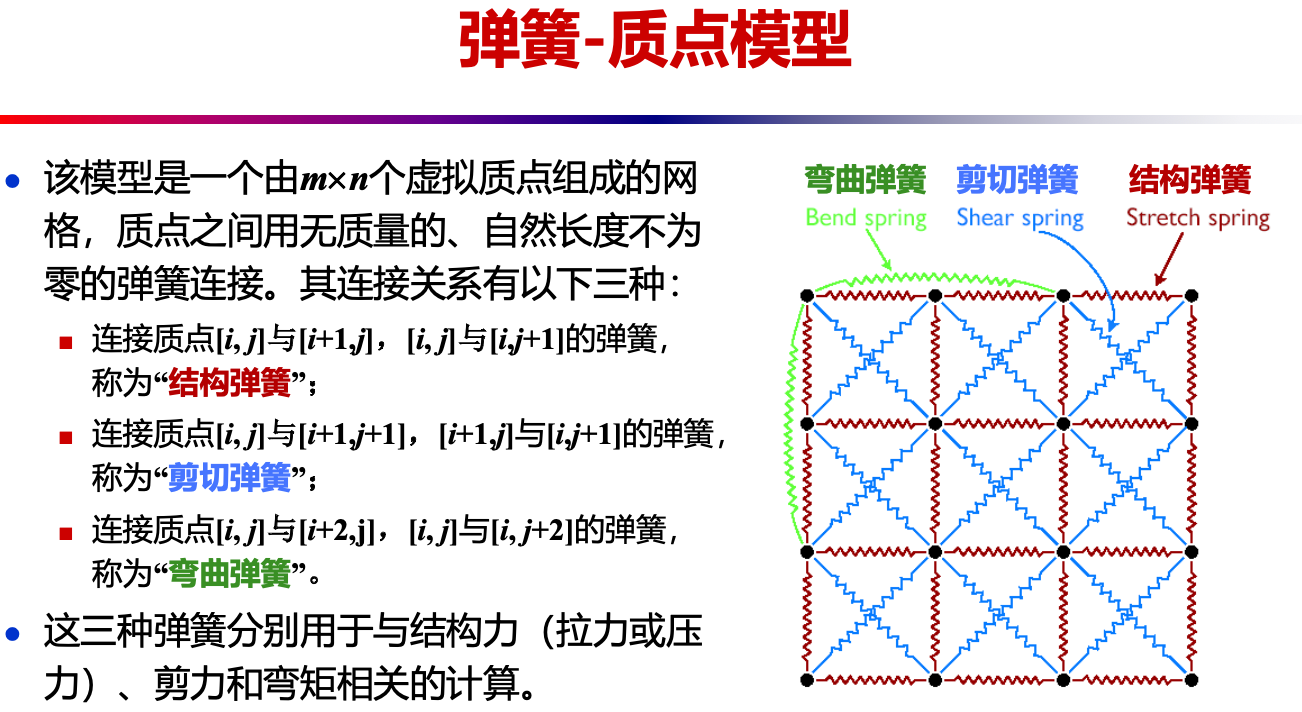 弹簧-质点模型
• 该模型是一个由m×n个虚拟质点组成的网
格，质点之间用无质量的、自然长度不为
零的弹簧连接。其连接关系有以下三种：
■ 连接质点[i, j]与[i+1,j]，[i, j]与[i,j+1]的弹簧，
称为“结构弹簧”；
■ 连接质点[i, j]与[i+1,j+1]，[i+1,j]与[i,j+1]的弹簧，
称为“剪切弹簧”；
■ 连接质点[i, j]与[i+2,j]，[i, j]与[i, j+2]的弹簧，
称为“弯曲弹簧”。
• 这三种弹簧分别用于与结构力（拉力或压
力）、剪力和弯矩相关的计算。
弯曲弹簧 剪切弹簧 结构弹簧
Bend spring Shear spring Stretch spring